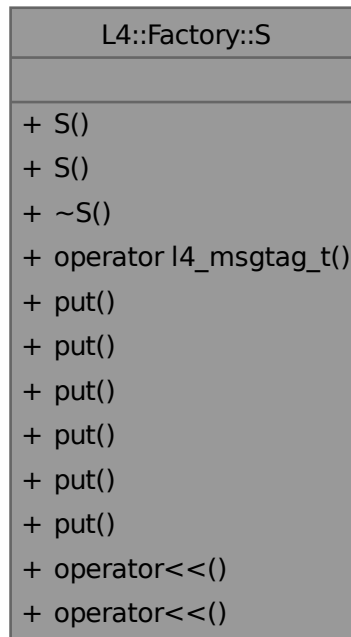 L4::Factory::S
+ S()
+ S()
+ ~S()
+ operator l4_msgtag_t()
+ put()
+ put()
+ put()
+ put()
+ put()
+ put()
+ operator<<()
+ operator<<()